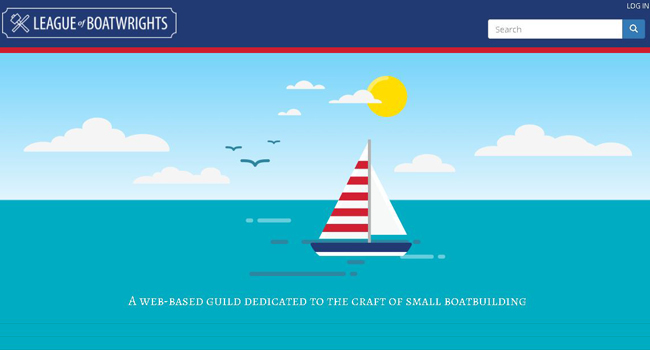 LOG IN
LEAGUE of BOATWRIGHTS
Search
A web-based guild dedicated to the craft of small boatbuilding